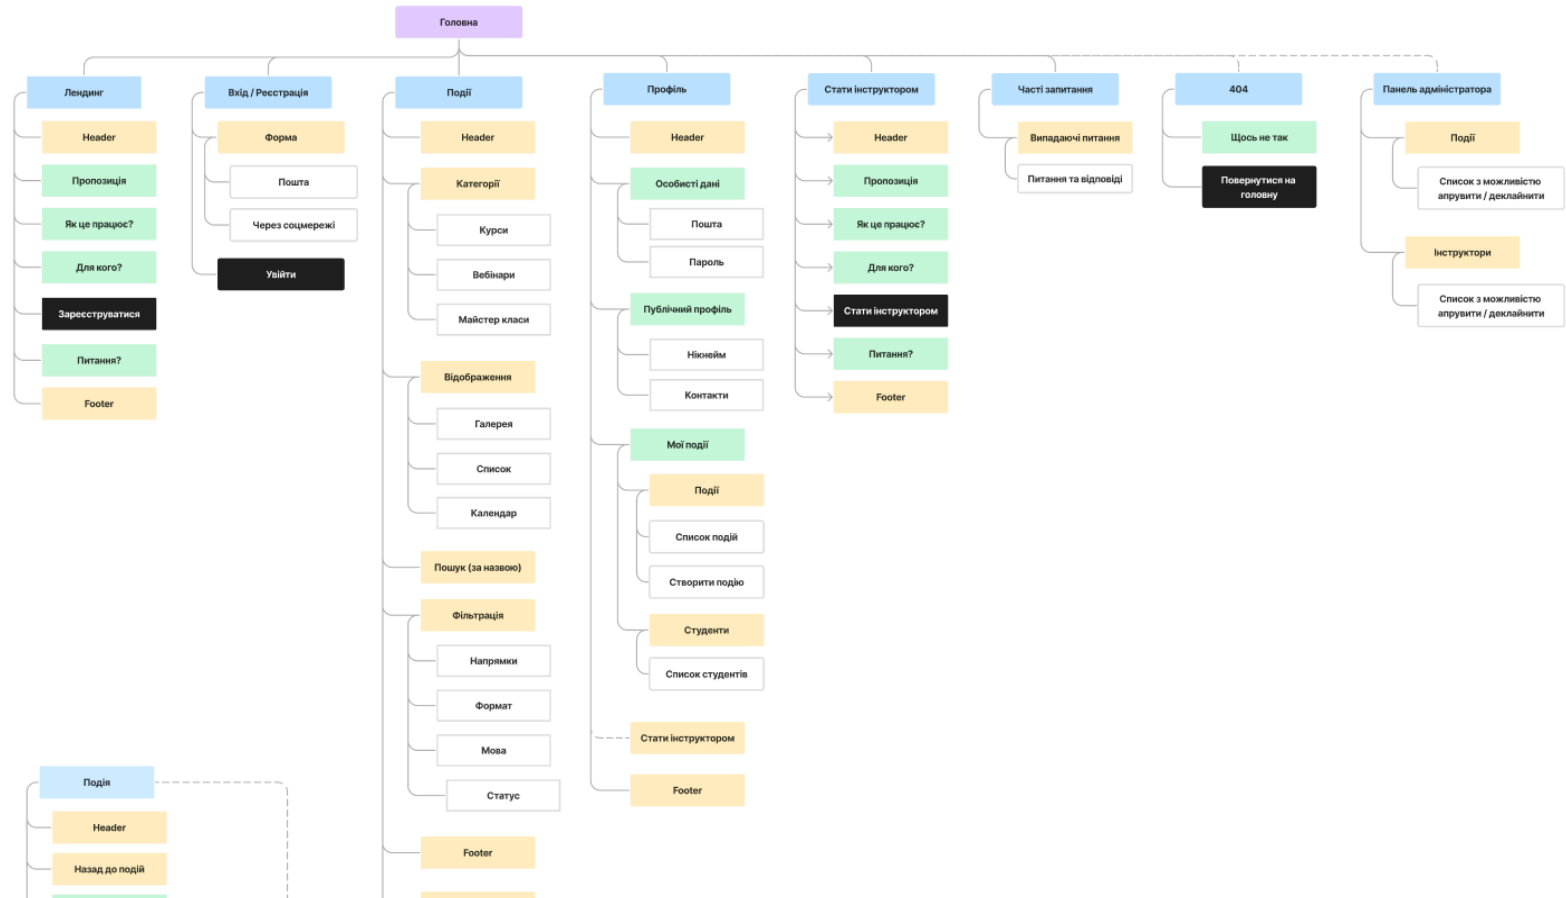 Головна
Лендинг
Header
Пропозиція
Як це працює?
Для кого?
Зареєструватися
Питання?
Footer
Вхід / Реєстрація
Форма
Пошта
Через соцмережі
Увійти
Події
Header
Категорії
Курси
Вебінари
Майстер класи
Відображення
Галерея
Список
Календар
Пошук (за назвою)
Фільтрація
Напрямки
Формат
Мова
Статус
Footer
Профіль
Header
Особисті дані
Пошта
Пароль
Публічний профіль
Нікнейм
Контакти
Мої події
Події
Список подій
Створити подію
Студенти
Список студентів
Стати інструктором
Footer
Стати інструктором
Header
Пропозиція
Як це працює?
Для кого?
Стати інструктором
Питання?
Footer
Часті запитання
Випадаючі питання
Питання та відповіді
404
Щось не так
Повернутися на
головну
Панель адміністратора
Події
Список з можливістю
апрувити / деклайнити
Інструктори
Список з можливістю
апрувити / деклайнити
Подія
Header
Назад до подій